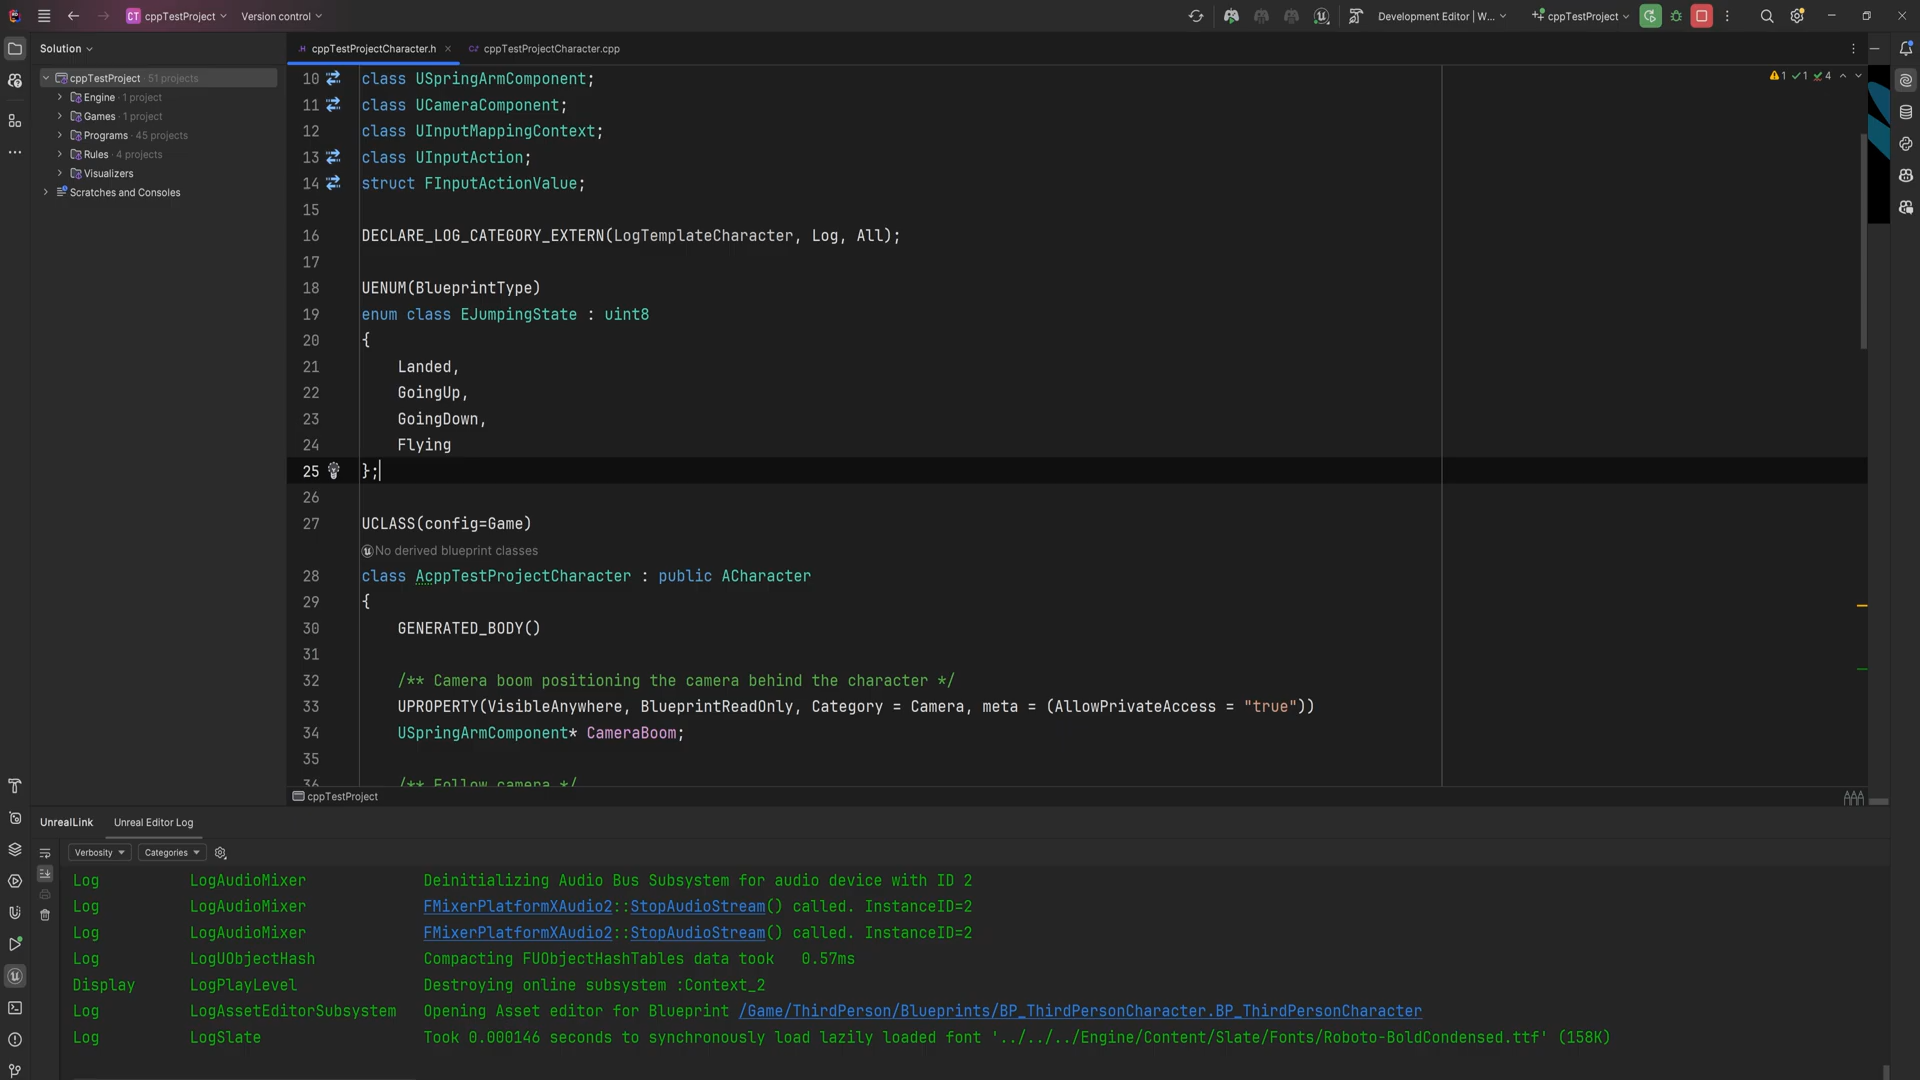 CT cppTestProject
Version control
Development Editor | W...
cppTestProject
Solution
cppTestProjectCharacter.h
cppTestProjectCharacter.cpp
cppTestProject · 51 projects
Engine · 1 project
Games · 1 project
Programs · 45 projects
Rules · 4 projects
Visualizers
Scratches and Consoles
1 1 4
10 class USpringArmComponent;
11 class UCameraComponent;
12 class UInputMappingContext;
13 class UInputAction;
14 struct FInputActionValue;
15
16 DECLARE_LOG_CATEGORY_EXTERN(LogTemplateCharacter, Log, All);
17
18 UENUM(BlueprintType)
19 enum class EJumpingState : uint8
20 {
21 Landed,
22 GoingUp,
23 GoingDown,
24 Flying
25 };
26
27 UCLASS(config=Game)
No derived blueprint classes
28 class AcppTestProjectCharacter : public ACharacter
29 {
30 GENERATED_BODY()
31
32 /** Camera boom positioning the camera behind the character */
33 UPROPERTY(VisibleAnywhere, BlueprintReadOnly, Category = Camera, meta = (AllowPrivateAccess = "true"))
34 USpringArmComponent* CameraBoom;
35
36 /** Follow camera */
cppTestProject
UnrealLink
Unreal Editor Log
Verbosity
Categories
Log LogAudioMixer Deinitializing Audio Bus Subsystem for audio device with ID 2
Log LogAudioMixer FMixerPlatformXAudio2::StopAudioStream() called. InstanceID=2
Log LogAudioMixer FMixerPlatformXAudio2::StopAudioStream() called. InstanceID=2
Log LogUObjectHash Compacting FUObjectHashTables data took 0.57ms
Display LogPlayLevel Destroying online subsystem :Context_2
Log LogAssetEditorSubsystem Opening Asset editor for Blueprint /Game/ThirdPerson/Blueprints/BP_ThirdPersonCharacter.BP_ThirdPersonCharacter
Log LogSlate Took 0.000146 seconds to synchronously load lazily loaded font '../../../Engine/Content/Slate/Fonts/Roboto-BoldCondensed.ttf' (158K)